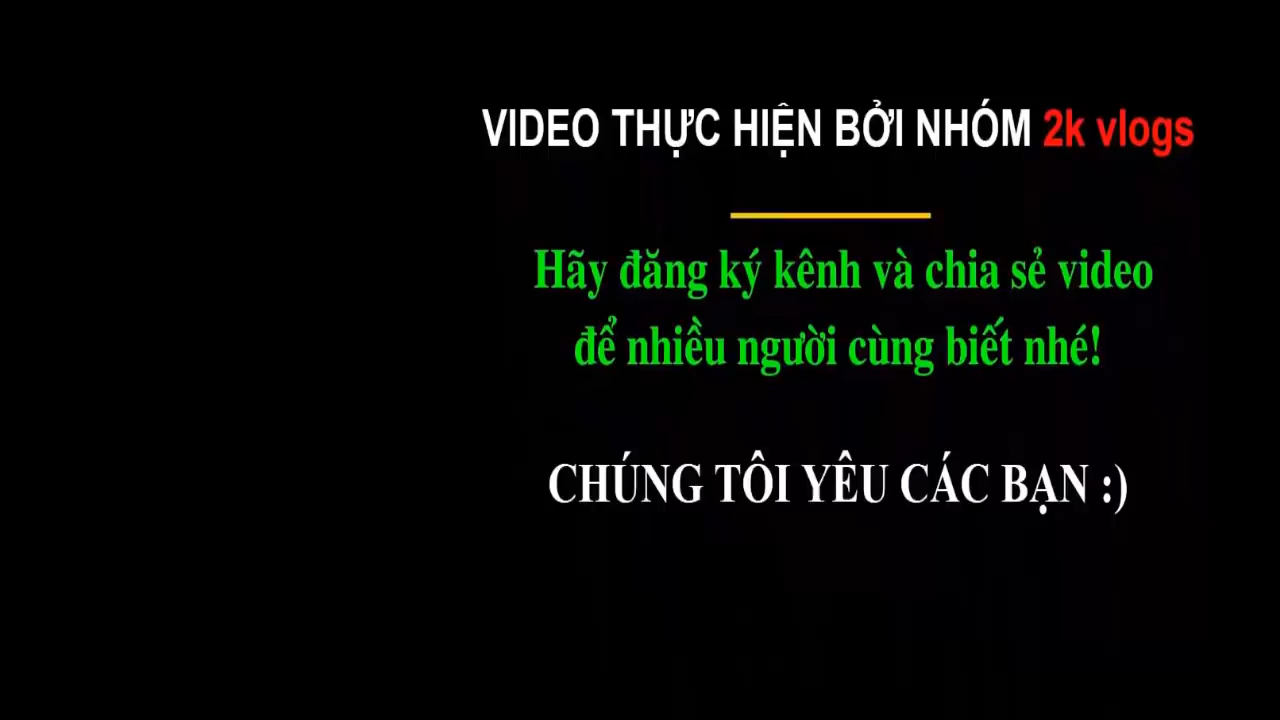 VIDEO THỰC HIỆN BỞI NHÓM 2k vlogs
Hãy đăng ký kênh và chia sẻ video
để nhiều người cùng biết nhé!
CHÚNG TÔI YÊU CÁC BẠN :)